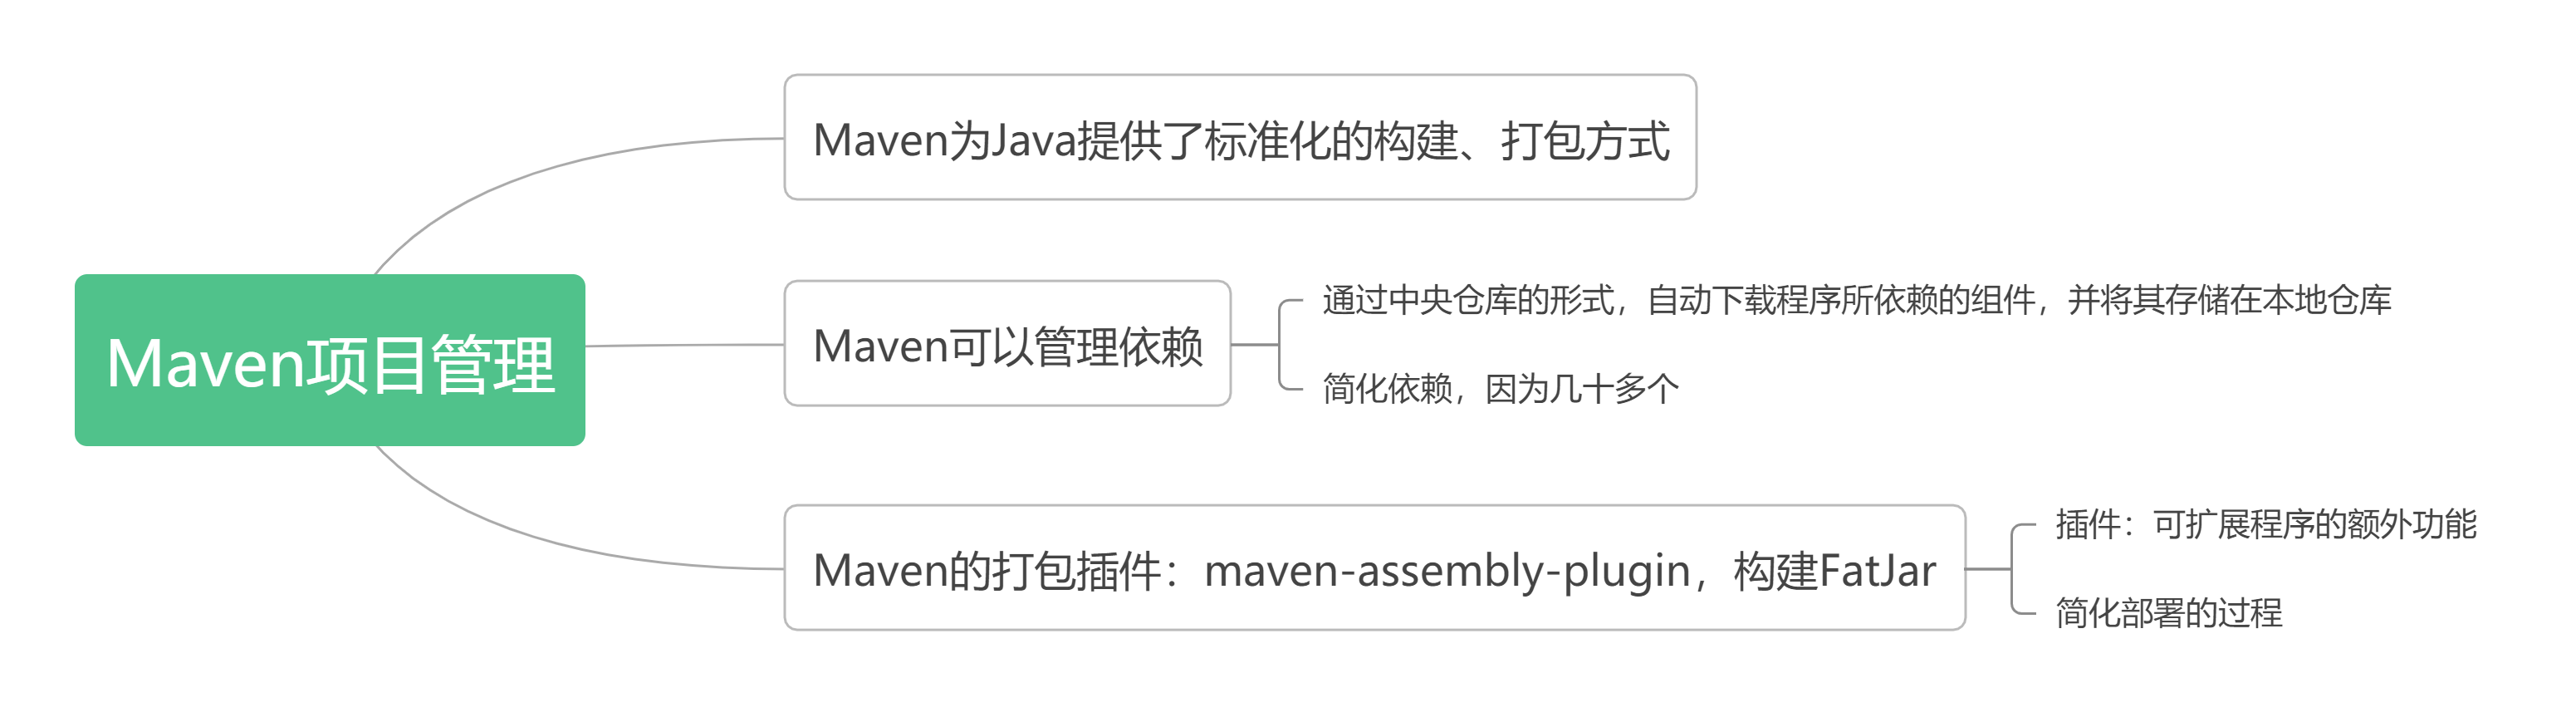 Maven项目管理
Maven为Java提供了标准化的构建、打包方式
Maven可以管理依赖
通过中央仓库的形式，自动下载程序所依赖的组件，并将其存储在本地仓库
简化依赖，因为几十多个
Maven的打包插件：maven-assembly-plugin，构建FatJar
插件：可扩展程序的额外功能
简化部署的过程